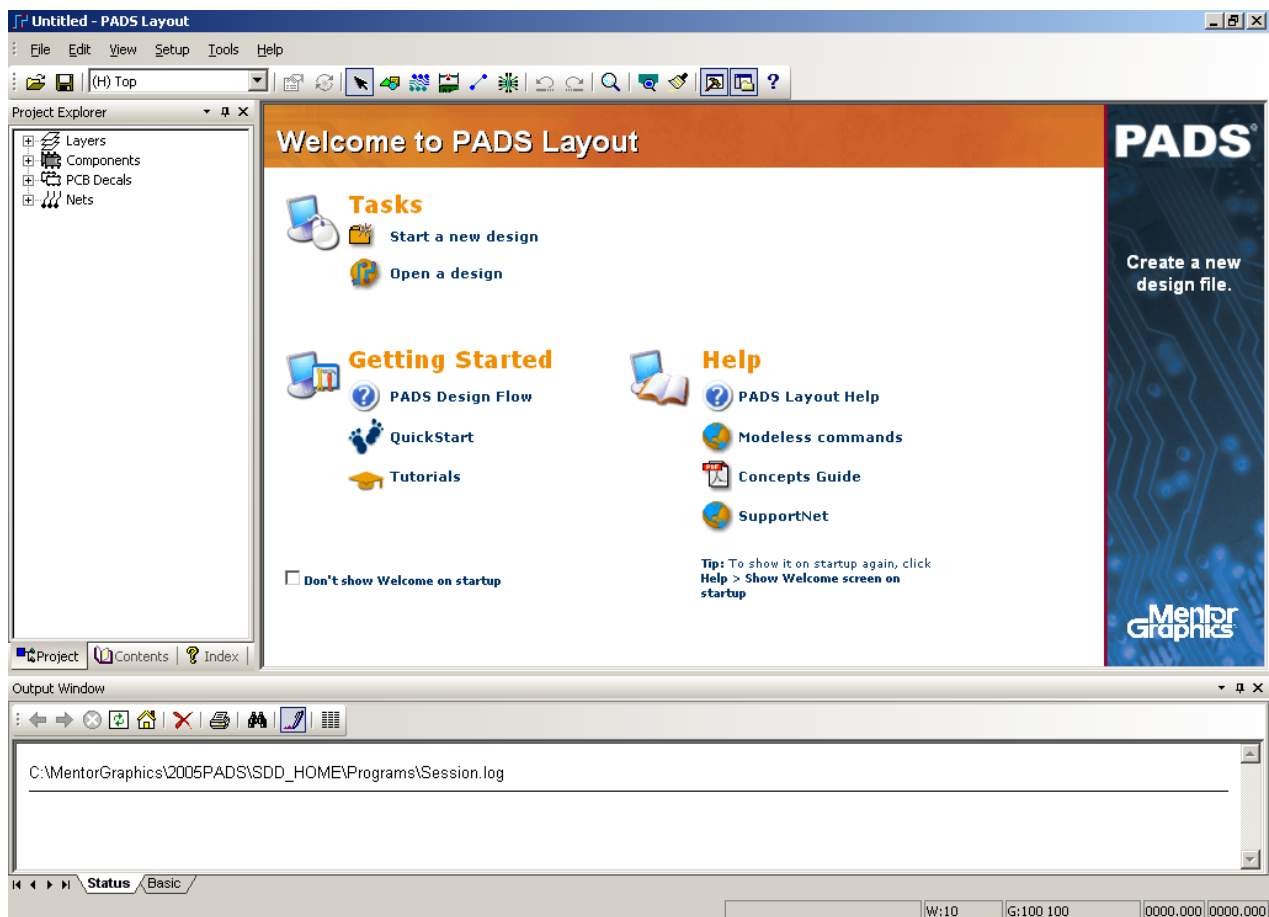 Untitled - PADS Layout
File Edit View Setup Tools Help
(H) Top
Project Explorer
Layers
Components
PCB Decals
Nets
Project Contents Index
Welcome to PADS Layout
Tasks
Start a new design
Open a design
Getting Started
PADS Design Flow
QuickStart
Tutorials
Help
PADS Layout Help
Modeless commands
PDF
Concepts Guide
SupportNet
Don't show Welcome on startup
Tip: To show it on startup again, click
Help > Show Welcome screen on
startup
PADS®
Create a new
design file.
Mentor
Graphics
Output Window
C:\MentorGraphics\2005PADS\SDD_HOME\Programs\Session.log
Status Basic
W:10 G:100 100 0000.000 0000.000